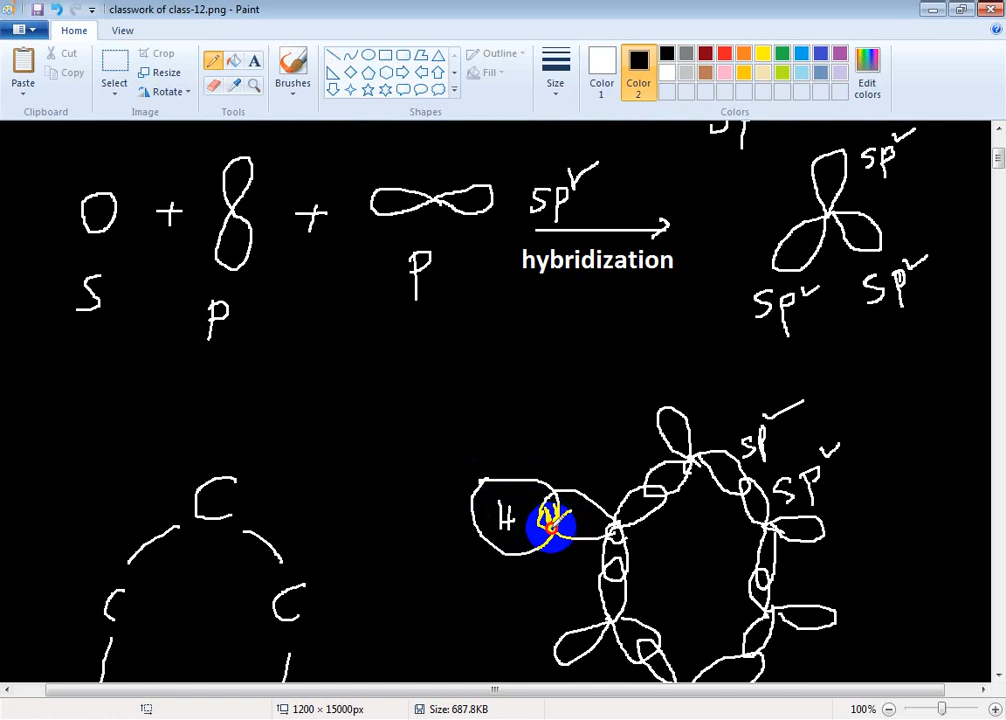 classwork of class-12.png - Paint
Home View
Cut
Copy
Paste
Clipboard
Select
Crop
Resize
Rotate
Image
A
Tools
Brushes
Outline
Fill
Shapes
Size
Color 1
Color 2
Edit colors
Colors
sp
sp²
O + + sp²
hybridization
s p p
sp² sp²
sp²
sp²
H
C
C C
1200 × 15000px
Size: 687.8KB
100%